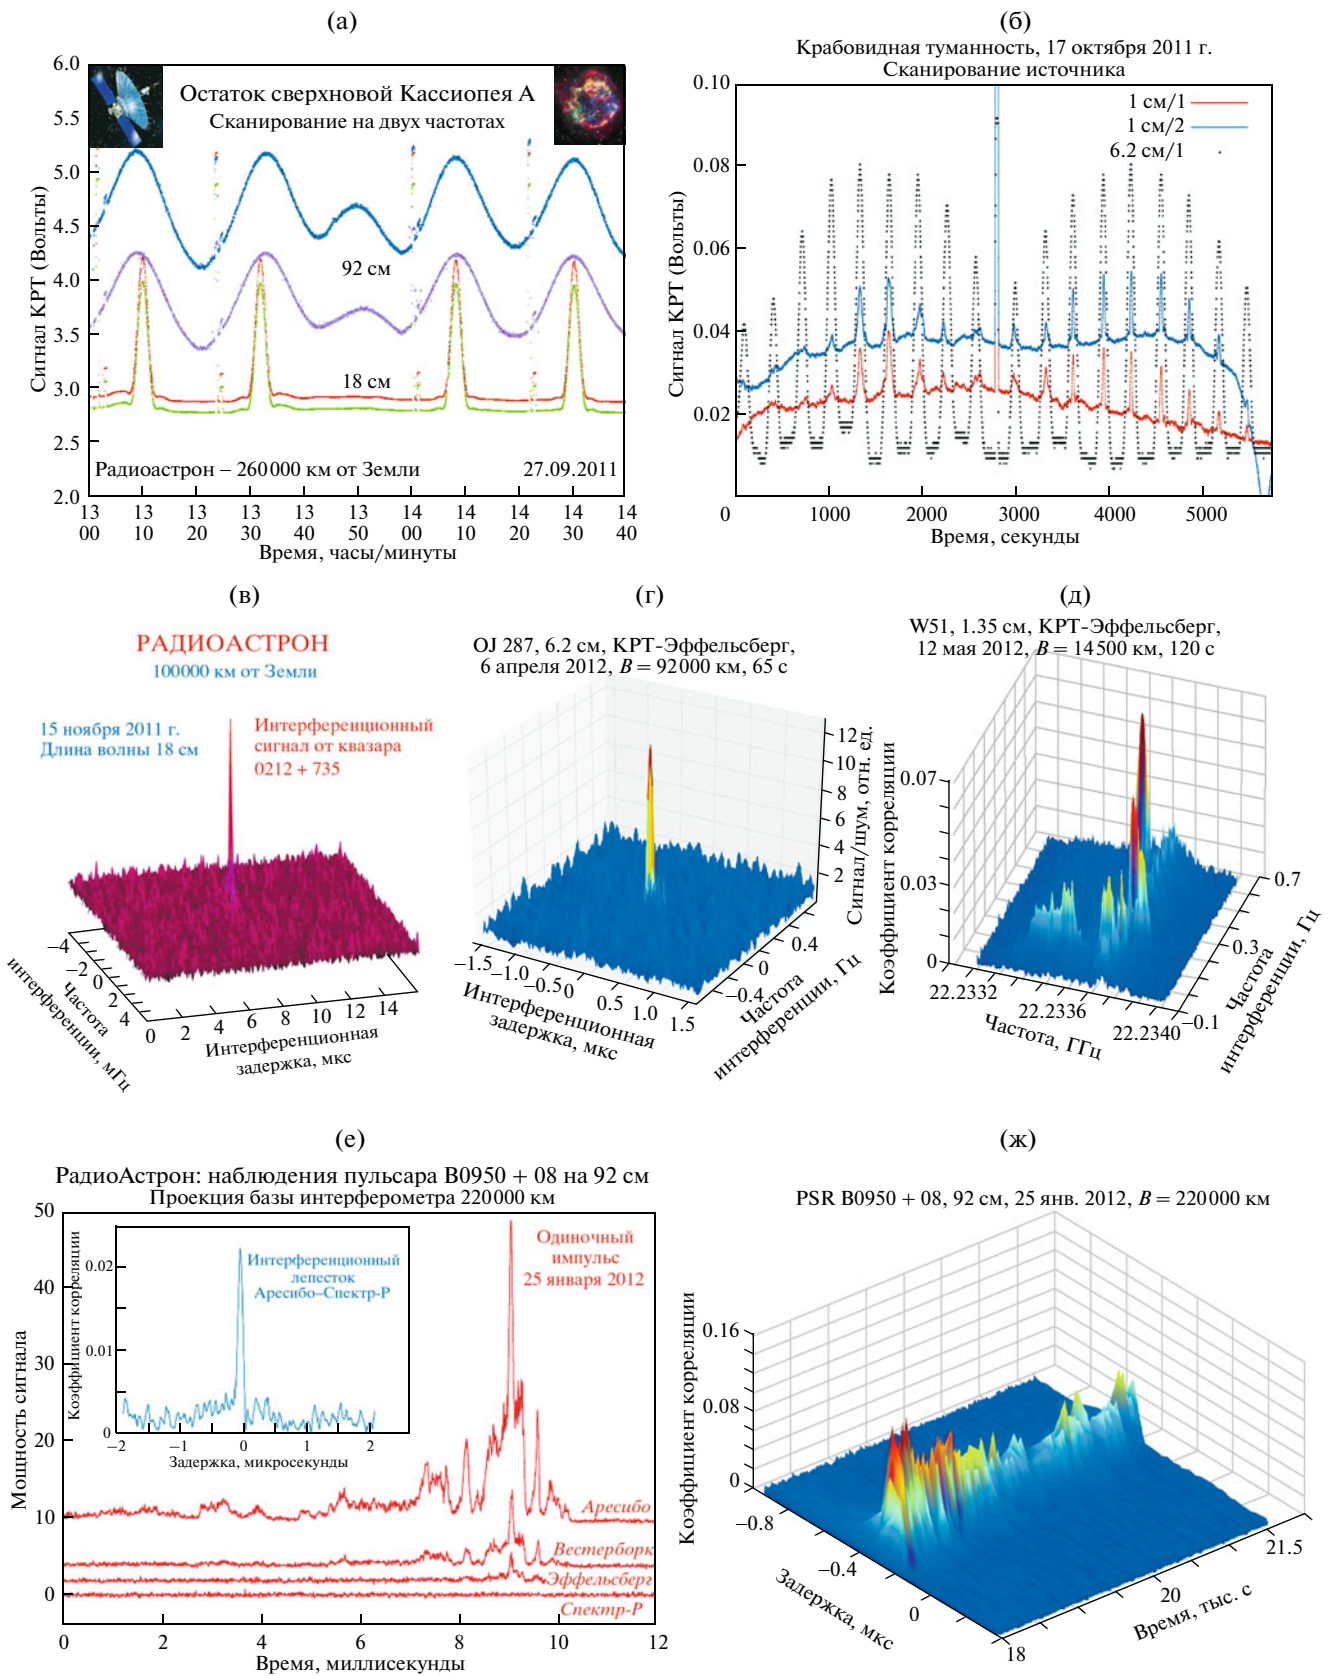 (а)
Остаток сверхновой Кассиопея А
Сканирование на двух частотах
Сигнал КРТ (Вольты)
6.0
5.5
5.0
4.5
4.0
3.5
3.0
2.5
2.0
92 см
18 см
Радиоастрон – 260 000 км от Земли
27.09.2011
13 13 13 13 13 13 14 14 14 14 14
00 10 20 30 40 50 00 10 20 30 40
Время, часы/минуты
(б)
Крабовидная туманность, 17 октября 2011 г.
Сканирование источника
1 см/1
1 см/2
6.2 см/1
Сигнал КРТ (Вольты)
0.10
0.08
0.06
0.04
0.02
0 1000 2000 3000 4000 5000
Время, секунды
(в)
РАДИОАСТРОН
100000 км от Земли
15 ноября 2011 г.
Длина волны 18 см
Интерференционный
сигнал от квазара
0212 + 735
–4
–2
0
2
4
Частота
интерференции, мГц
0 2 4 6 8 10 12 14
Интерференционная
задержка, мкс
(г)
OJ 287, 6.2 см, КРТ-Эффельсберг,
6 апреля 2012, B = 92 000 км, 65 с
12
10
8
6
4
2
Сигнал/шум, отн. ед.
0.4
0
–0.4
Частота
интерференции, Гц
–1.5 –1.0 –0.5 0 0.5 1.0 1.5
Интерференционная
задержка, мкс
(д)
W51, 1.35 см, КРТ-Эффельсберг,
12 мая 2012, B = 14 500 км, 120 с
Коэффициент корреляции
0.07
0.03
0
22.2332
22.2336
22.2340
Частота, ГГц
0.7
0.3
–0.1
Частота
интерференции, Гц
(е)
РадиоАстрон: наблюдения пульсара B0950 + 08 на 92 см
Проекция базы интерферометра 220 000 км
Мощность сигнала
50
40
30
20
10
0
Коэффициент корреляции
0.02
0.01
0
–2 –1 0 1 2
Задержка, микросекунды
Интерференционный
лепесток
Аресибо–Спектр-Р
Одиночный
импульс
25 января 2012
Аресибо
Вестерборк
Эффельсберг
Спектр-Р
0 2 4 6 8 10 12
Время, миллисекунды
(ж)
PSR B0950 + 08, 92 см, 25 янв. 2012, B = 220 000 км
Коэффициент корреляции
0.16
0.08
0
–0.8
–0.4
0
Задержка, мкс
18
20
21.5
Время, тыс. с